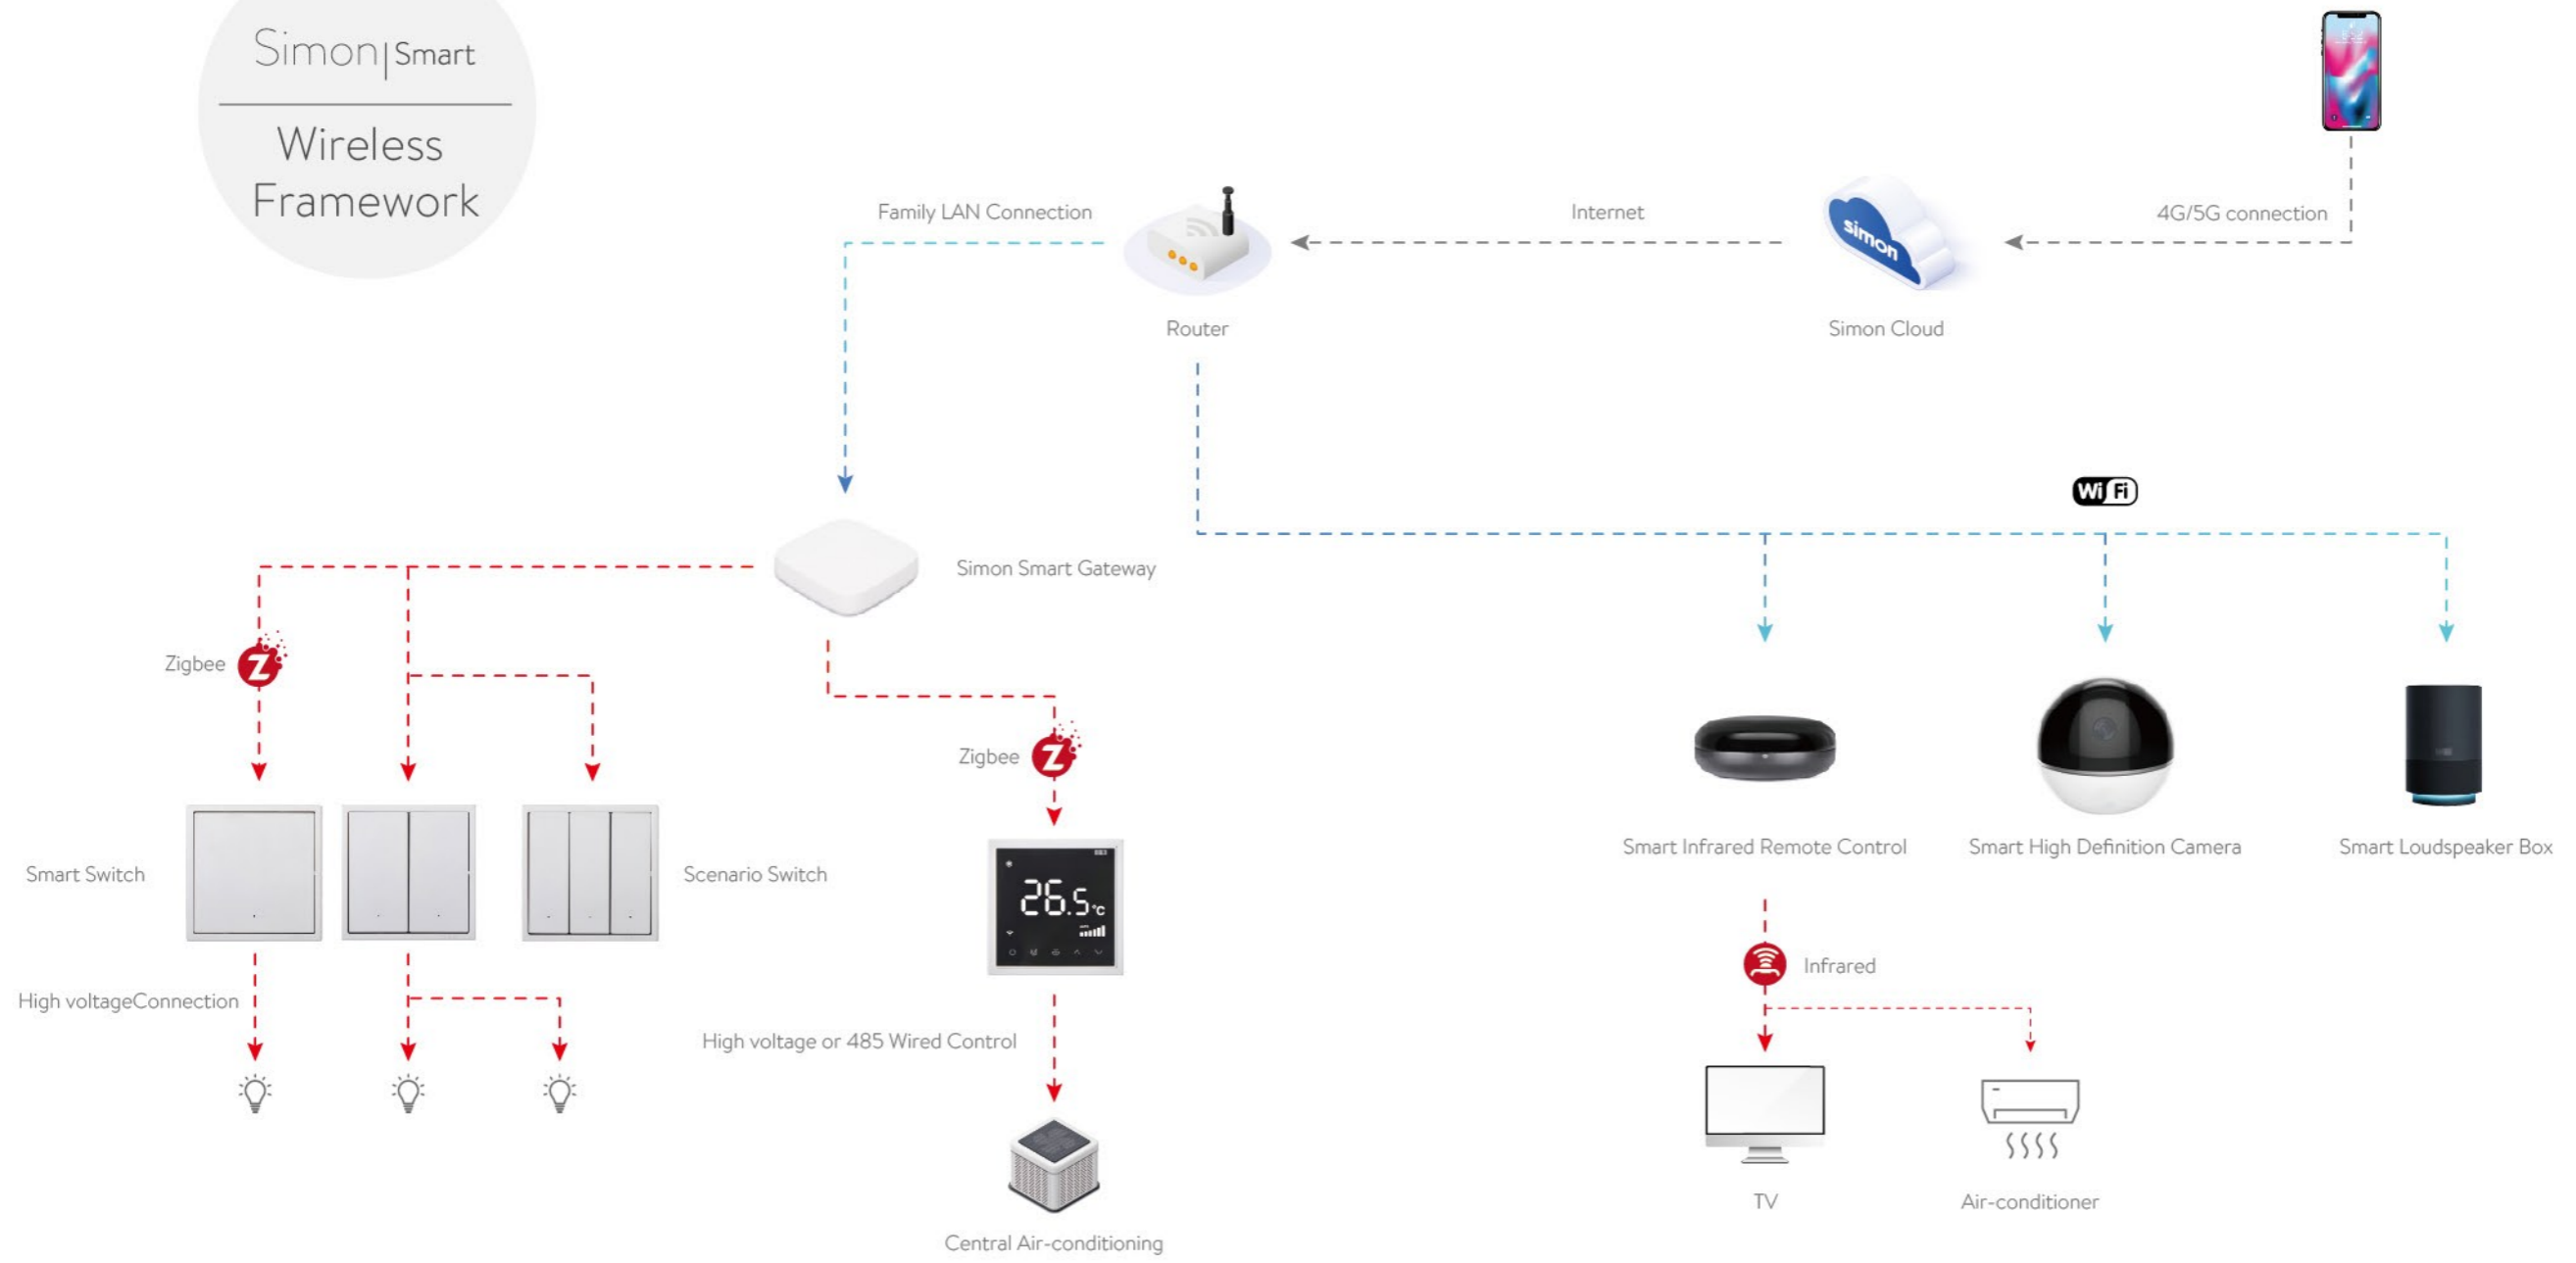 Simon|Smart
Wireless
Framework
Family LAN Connection
Internet
4G/5G connection
simon
Router
Simon Cloud
Wi Fi
Simon Smart Gateway
Zigbee
Z
Zigbee
Z
Smart Switch
Scenario Switch
26.5°C
Smart Infrared Remote Control
Smart High Definition Camera
Smart Loudspeaker Box
High voltageConnection
High voltage or 485 Wired Control
Infrared
TV
Air-conditioner
Central Air-conditioning